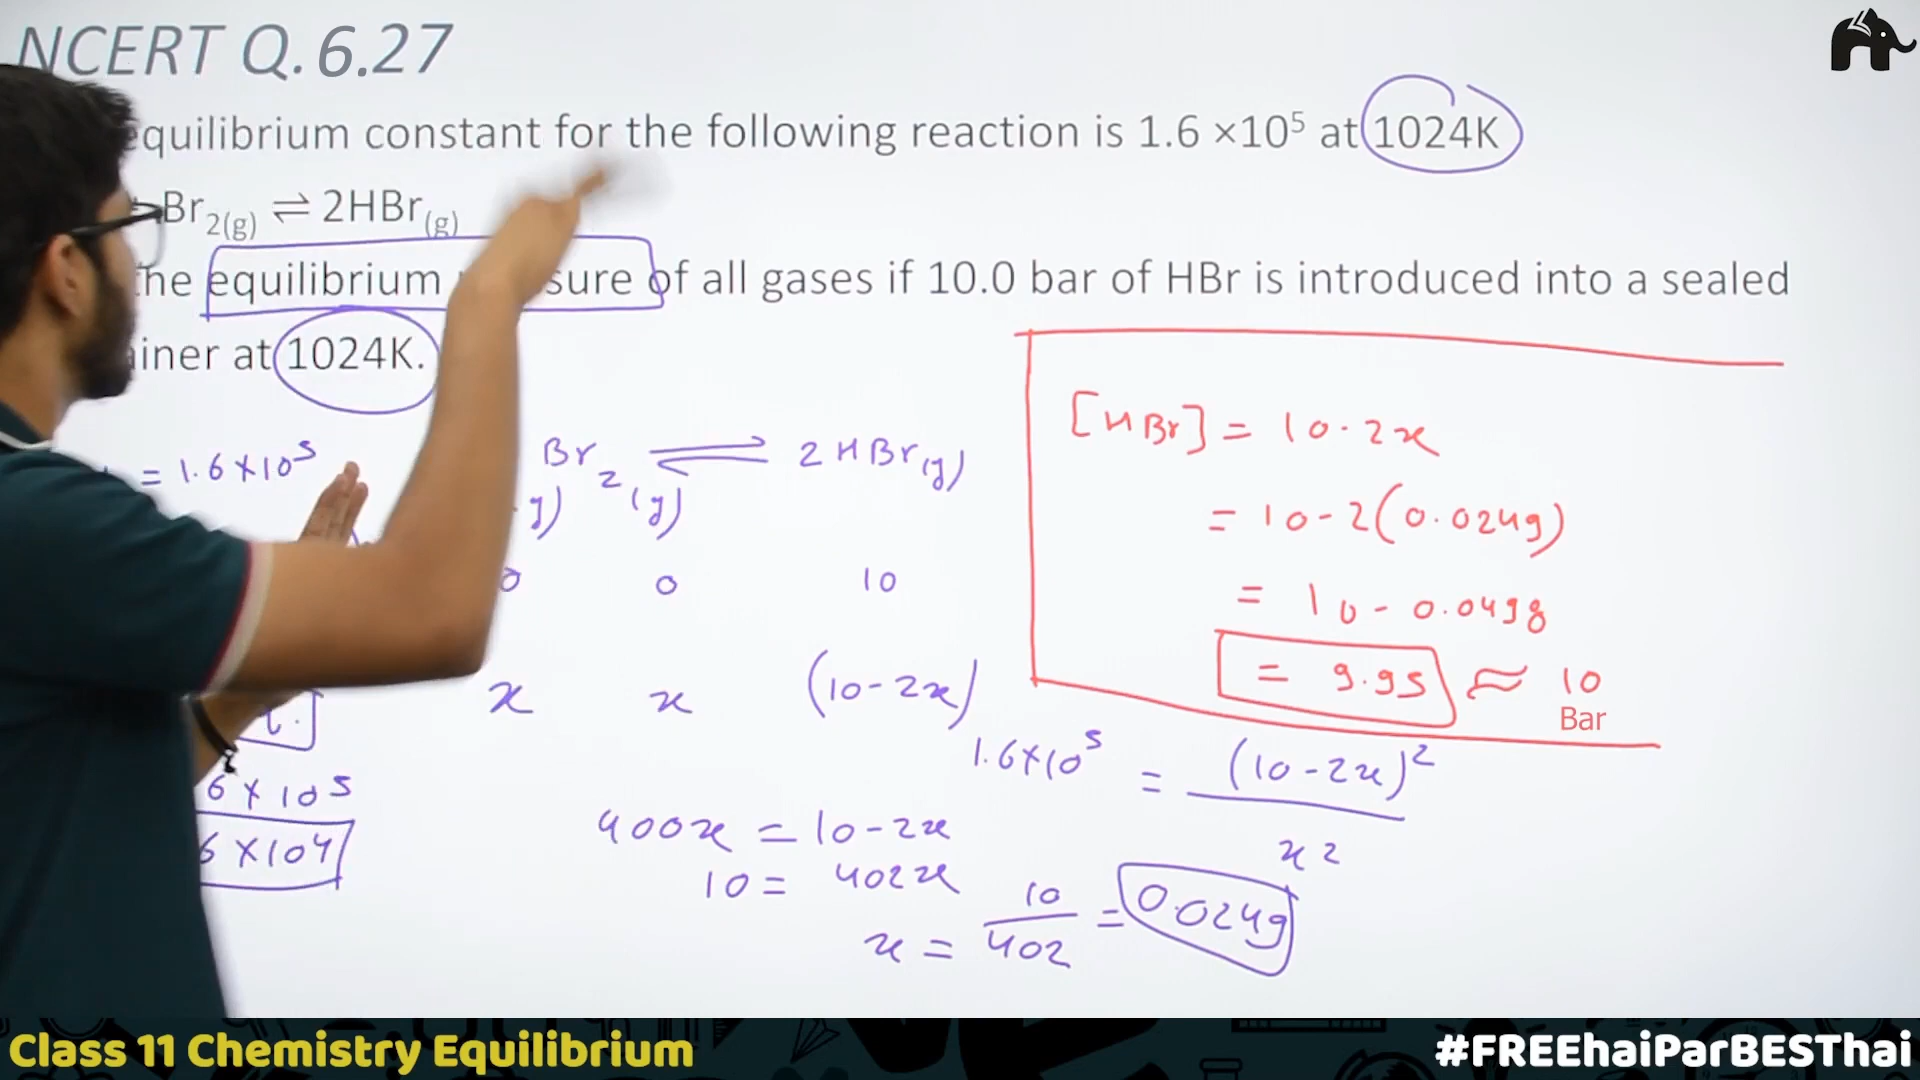 NCERT Q. 6.27
equilibrium constant for the following reaction is 1.6 ×10⁵ at 1024K
Br₂(g) ⇌ 2HBr(g)
the equilibrium of all gases if 10.0 bar of HBr is introduced into a sealed
at 1024K.
[HBr] = 10-2x
= 10-2(0.0249)
= 10-0.0498
= 9.95 ≈ 10
Bar
= 1.6×10⁵
Br₂ ⇌ 2HBr(g)
g) (g)
0 0 10
x x (10-2x)
1.6×10⁵ = (10-2x)²
x²
6×10⁵
6×10⁴
400x = 10-2x
10 = 402x
x = 10/402 = 0.0249
Class 11 Chemistry Equilibrium
#FREEhaiParBESThai